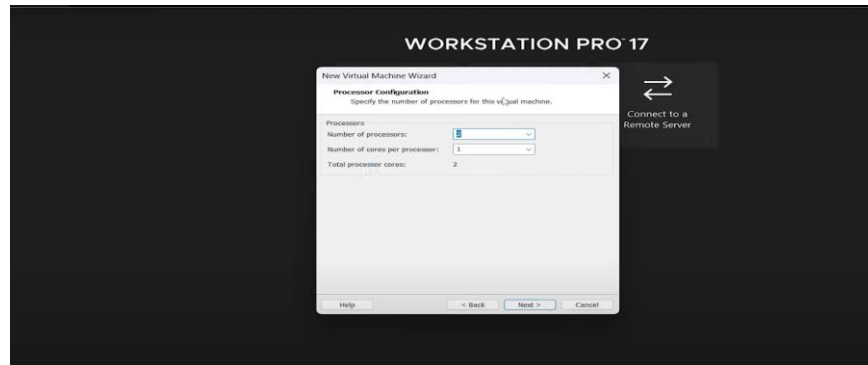 WORKSTATION PRO™ 17
New Virtual Machine Wizard
Processor Configuration
Specify the number of processors for this virtual machine.
Connect to a
Remote Server
Processors
Number of processors: 2
Number of cores per processor: 1
Total processor cores: 2
Help < Back Next > Cancel